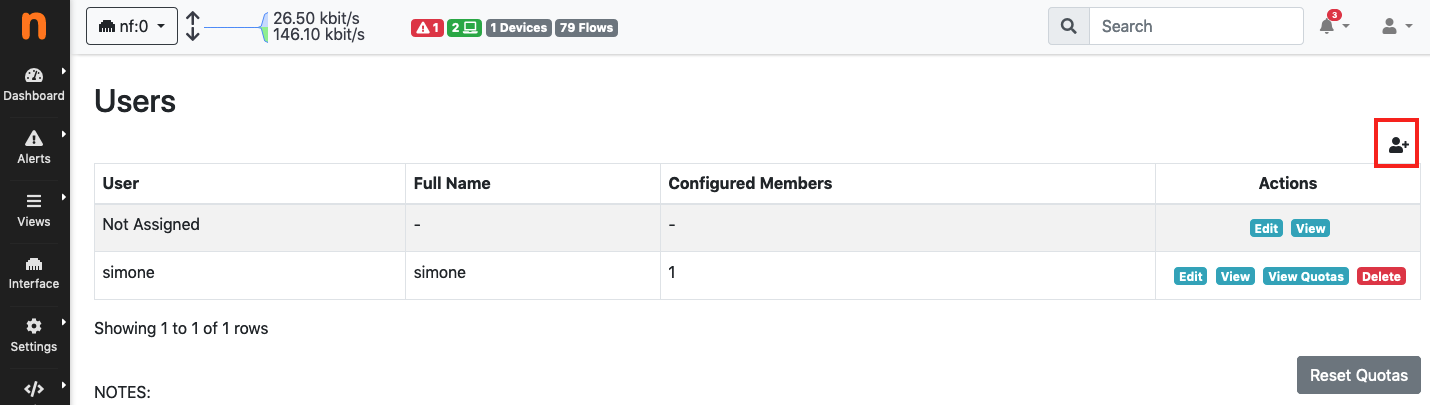 n
nf:0
26.50 kbit/s
146.10 kbit/s
1
2
1 Devices
79 Flows
Search
3
Dashboard
Alerts
Views
Interface
Settings
Users
User Full Name Configured Members Actions
Not Assigned - - Edit View
simone simone 1 Edit View View Quotas Delete
Showing 1 to 1 of 1 rows
Reset Quotas
NOTES: